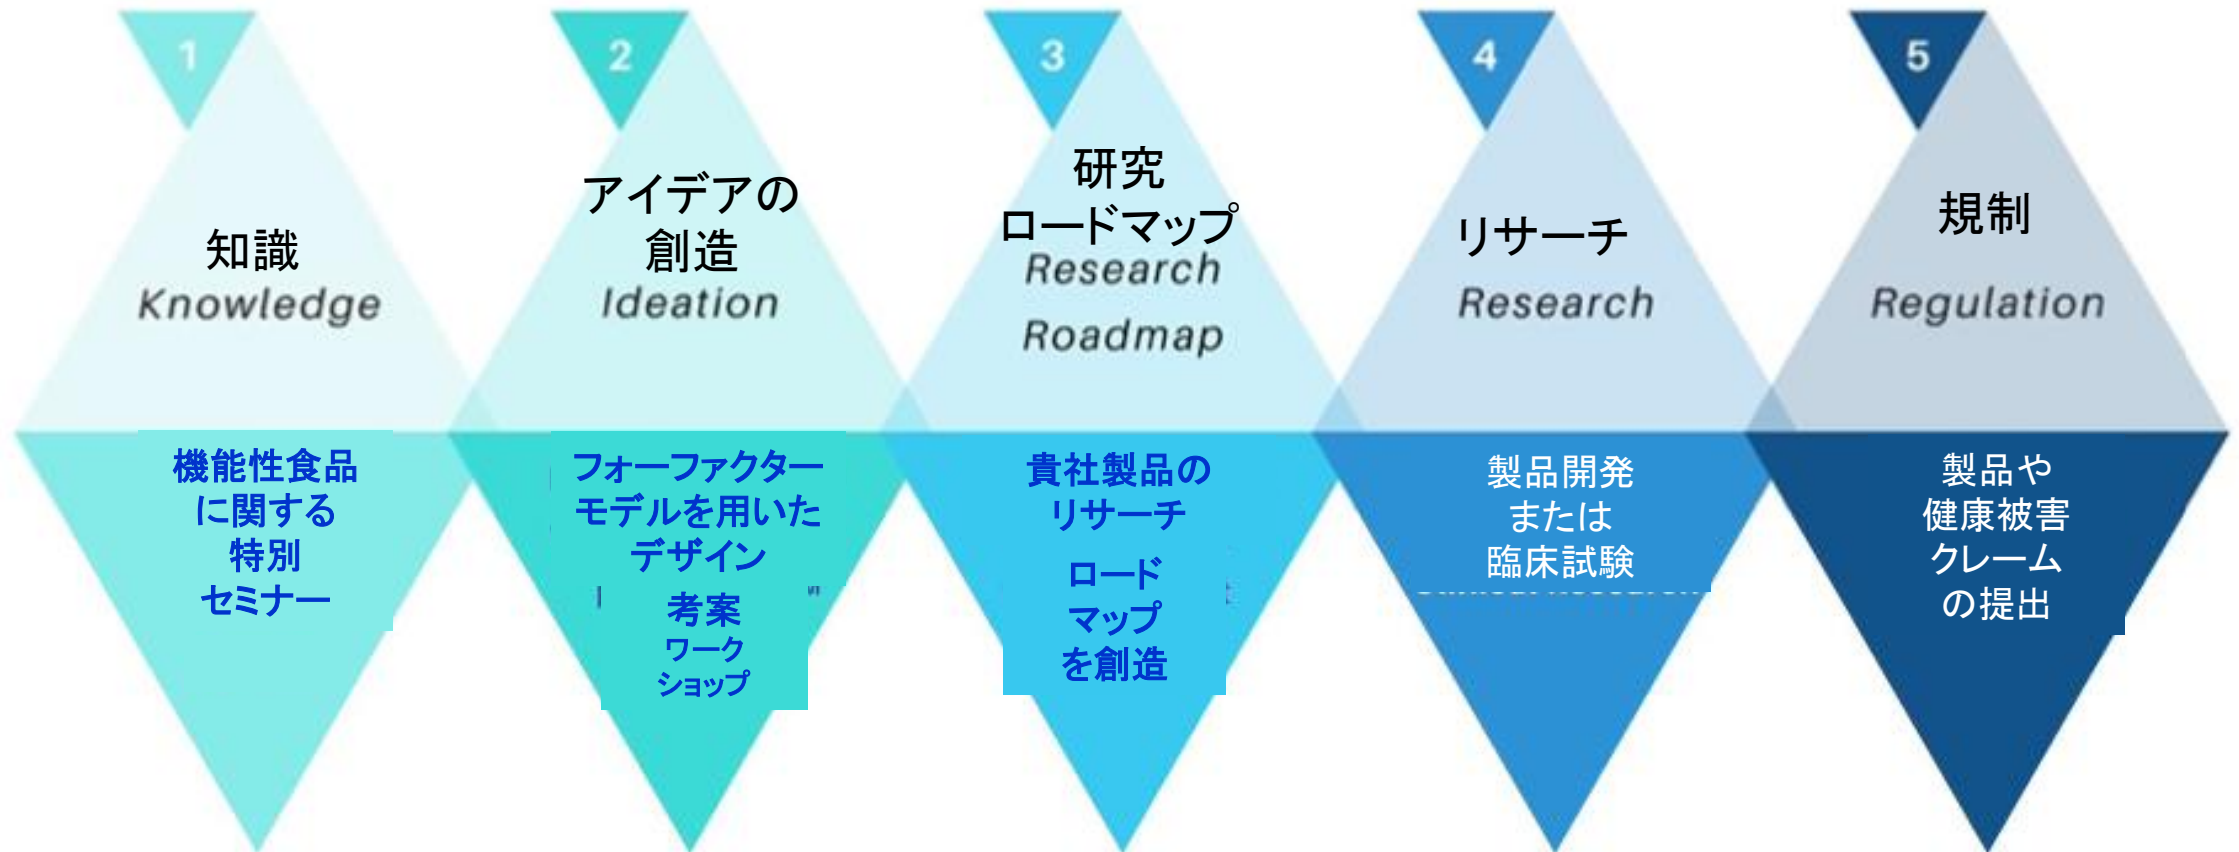 1
知識
Knowledge
機能性食品
に関する
特別
セミナー
2
アイデアの
創造
Ideation
フォーファクター
モデルを用いた
デザイン
考案
ワーク
ショップ
3
研究
ロードマップ
Research
Roadmap
貴社製品の
リサーチ
ロード
マップ
を創造
4
リサーチ
Research
製品開発
または
臨床試験
5
規制
Regulation
製品や
健康被害
クレーム
の提出